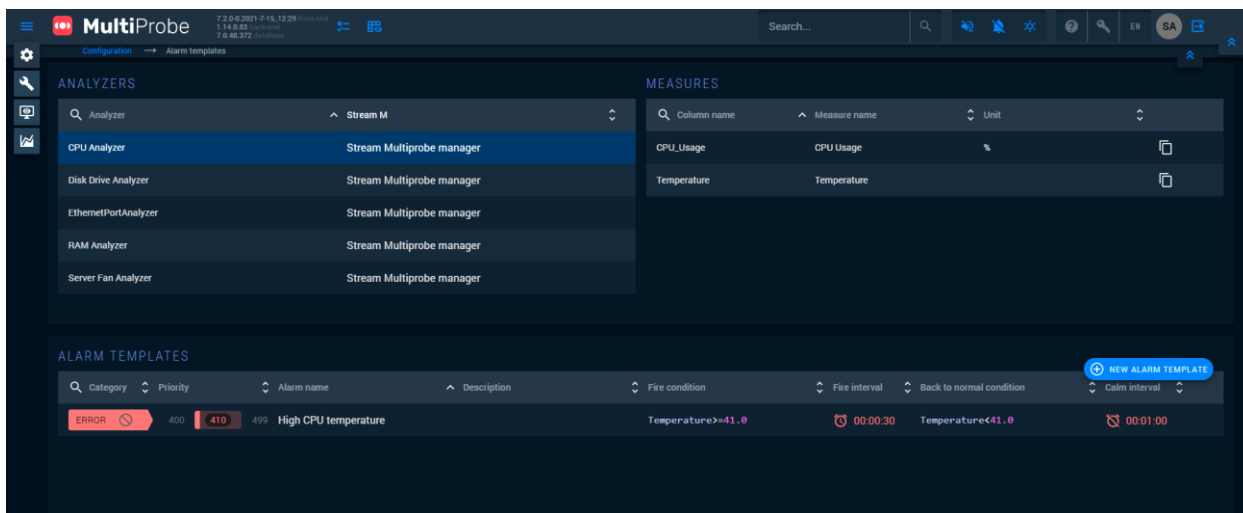 MultiProbe
7.2.0-0.2021-7-15,12:29 front-end
1.14.0.83 back-end
7.0.48.372 database
Search...
EN
SA
Configuration → Alarm templates
ANALYZERS
Analyzer Stream M
CPU Analyzer Stream Multiprobe manager
Disk Drive Analyzer Stream Multiprobe manager
EthernetPortAnalyzer Stream Multiprobe manager
RAM Analyzer Stream Multiprobe manager
Server Fan Analyzer Stream Multiprobe manager
MEASURES
Column name Measure name Unit
CPU_Usage CPU Usage %
Temperature Temperature
ALARM TEMPLATES
NEW ALARM TEMPLATE
Category Priority Alarm name Description Fire condition Fire interval Back to normal condition Calm interval
ERROR 400 410 499 High CPU temperature Temperature>=41.0 00:00:30 Temperature<41.0 00:01:00